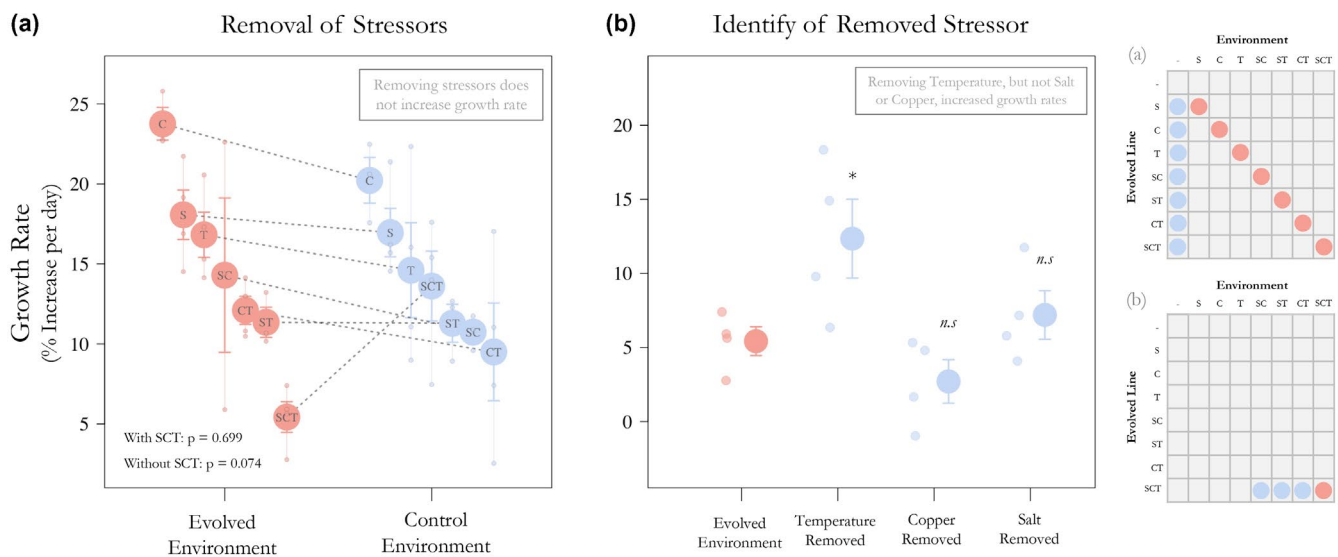 (a)
Removal of Stressors
Removing stressors does
not increase growth rate
Growth Rate
(% Increase per day)
25
20
15
10
5
C
S
T
SC
CT
ST
SCT
C
S
T
SCT
ST
SC
CT
With SCT: p = 0.699
Without SCT: p = 0.074
Evolved
Environment
Control
Environment
(b)
Identify of Removed Stressor
Removing Temperature, but not Salt
or Copper, increased growth rates
20
15
10
5
0
*
n.s
n.s
Evolved
Environment
Temperature
Removed
Copper
Removed
Salt
Removed
(a)
Environment
- S C T SC ST CT SCT
Evolved Line
-
S
C
T
SC
ST
CT
SCT
(b)
Environment
- S C T SC ST CT SCT
Evolved Line
-
S
C
T
SC
ST
CT
SCT